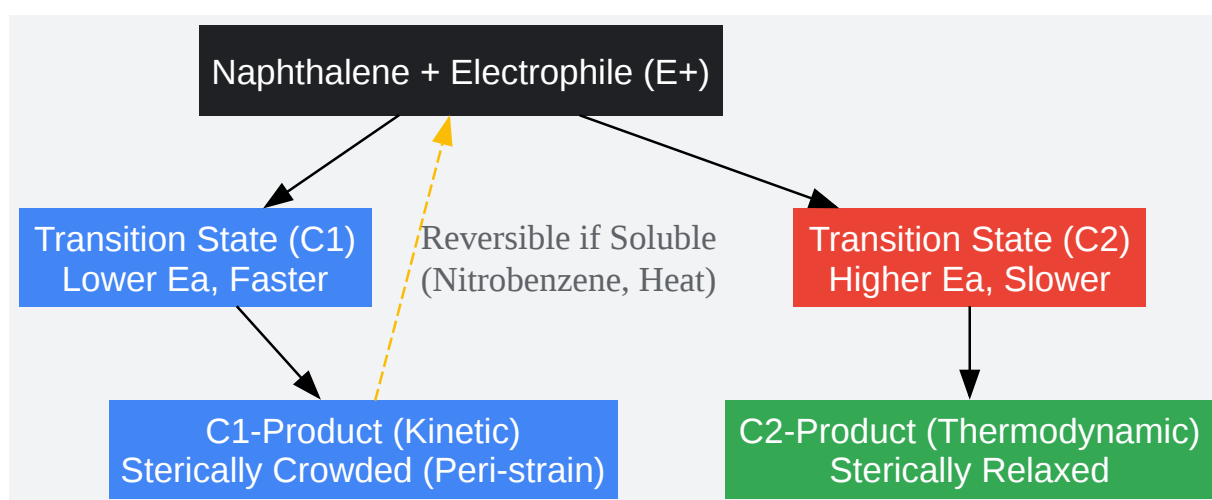 Naphthalene + Electrophile (E+)
Transition State (C1)
Lower Ea, Faster
Reversible if Soluble
(Nitrobenzene, Heat)
Transition State (C2)
Higher Ea, Slower
C1-Product (Kinetic)
Sterically Crowded (Peri-strain)
C2-Product (Thermodynamic)
Sterically Relaxed